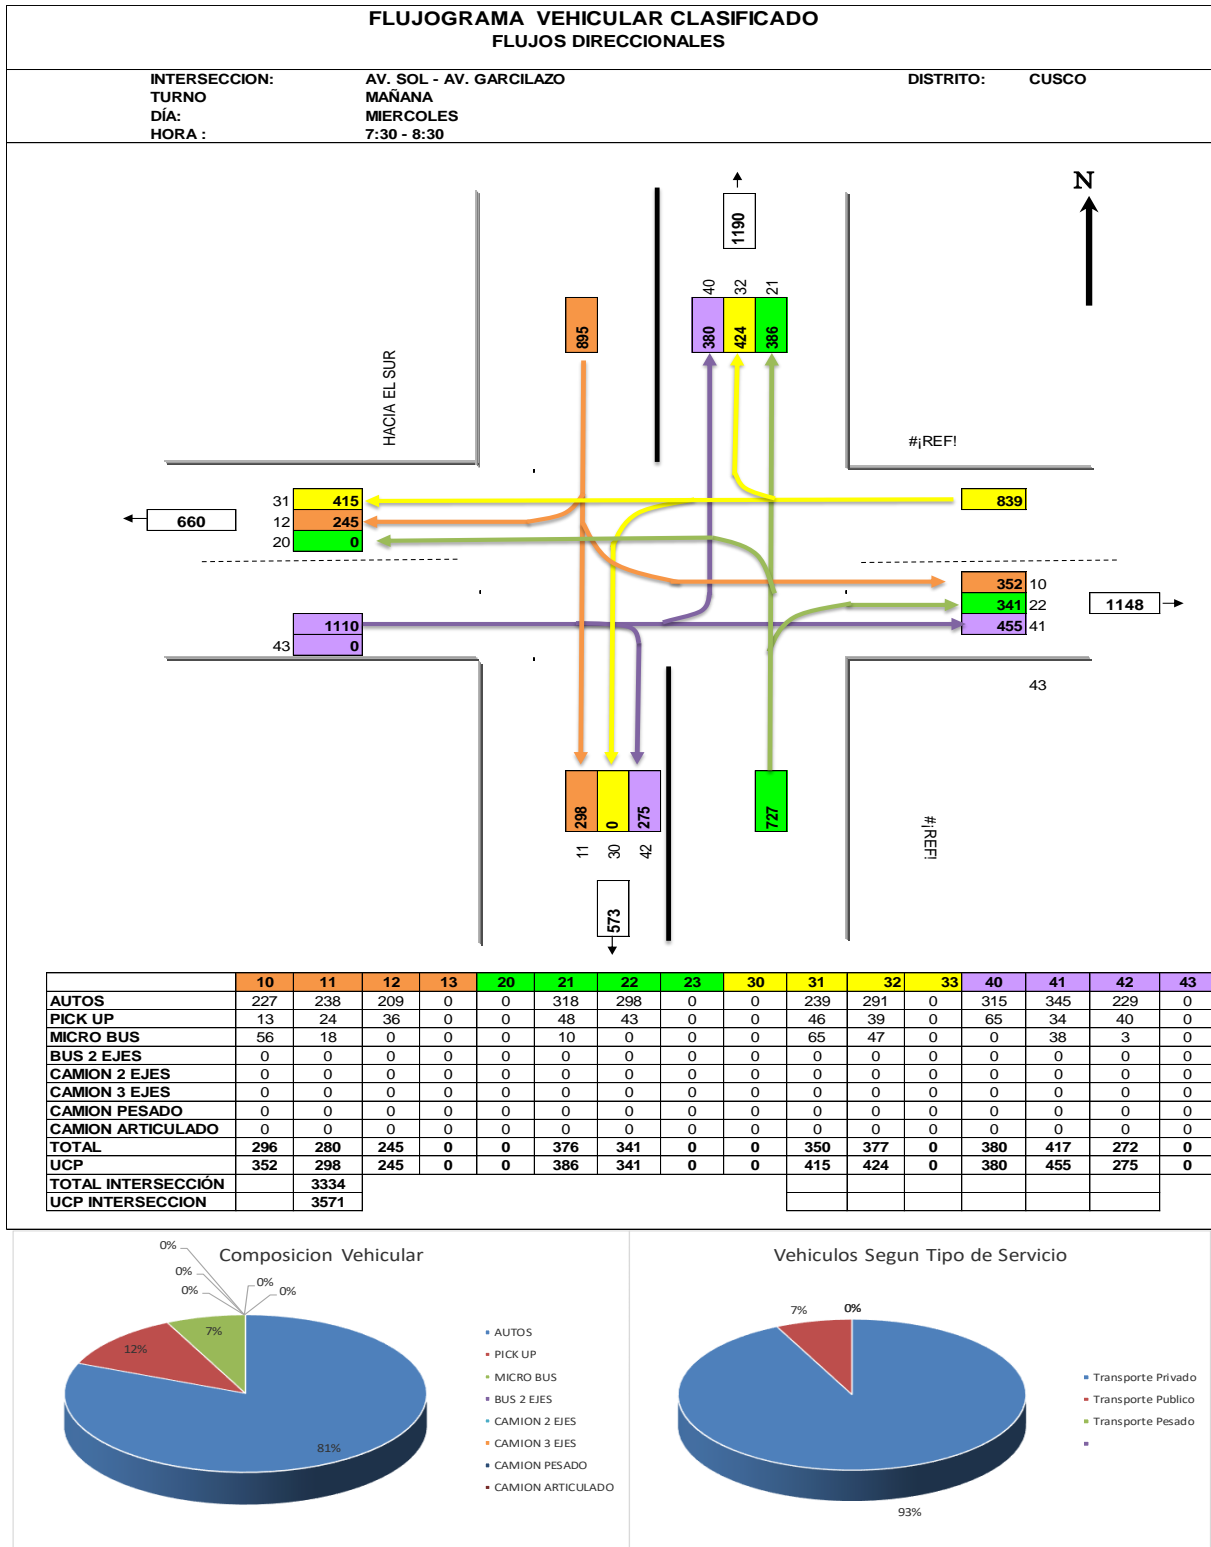 FLUJOGRAMA VEHICULAR CLASIFICADO
FLUJOS DIRECCIONALES
INTERSECCION: AV. SOL - AV. GARCILAZO DISTRITO: CUSCO
TURNO MAÑANA
DÍA: MIERCOLES
HORA : 7:30 - 8:30
N
1190
40 32 21
895 380 424 386
HACIA EL SUR
#¡REF!
31 415 839
660 12 245
20 0
352 10
341 22 1148
1110 455 41
43 0
43
298 0 275 727
#¡REF!
11 30 42
573
10 11 12 13 20 21 22 23 30 31 32 33 40 41 42 43
AUTOS 227 238 209 0 0 318 298 0 0 239 291 0 315 345 229 0
PICK UP 13 24 36 0 0 48 43 0 0 46 39 0 65 34 40 0
MICRO BUS 56 18 0 0 0 10 0 0 0 65 47 0 0 38 3 0
BUS 2 EJES 0 0 0 0 0 0 0 0 0 0 0 0 0 0 0 0
CAMION 2 EJES 0 0 0 0 0 0 0 0 0 0 0 0 0 0 0 0
CAMION 3 EJES 0 0 0 0 0 0 0 0 0 0 0 0 0 0 0 0
CAMION PESADO 0 0 0 0 0 0 0 0 0 0 0 0 0 0 0 0
CAMION ARTICULADO 0 0 0 0 0 0 0 0 0 0 0 0 0 0 0 0
TOTAL 296 280 245 0 0 376 341 0 0 350 377 0 380 417 272 0
UCP 352 298 245 0 0 386 341 0 0 415 424 0 380 455 275 0
TOTAL INTERSECCIÓN 3334
UCP INTERSECCION 3571
Composicion Vehicular
0%
0%
0%
0%
0%
12%
7%
81%
AUTOS
PICK UP
MICRO BUS
BUS 2 EJES
CAMION 2 EJES
CAMION 3 EJES
CAMION PESADO
CAMION ARTICULADO
Vehiculos Segun Tipo de Servicio
7%
0%
93%
Transporte Privado
Transporte Publico
Transporte Pesado